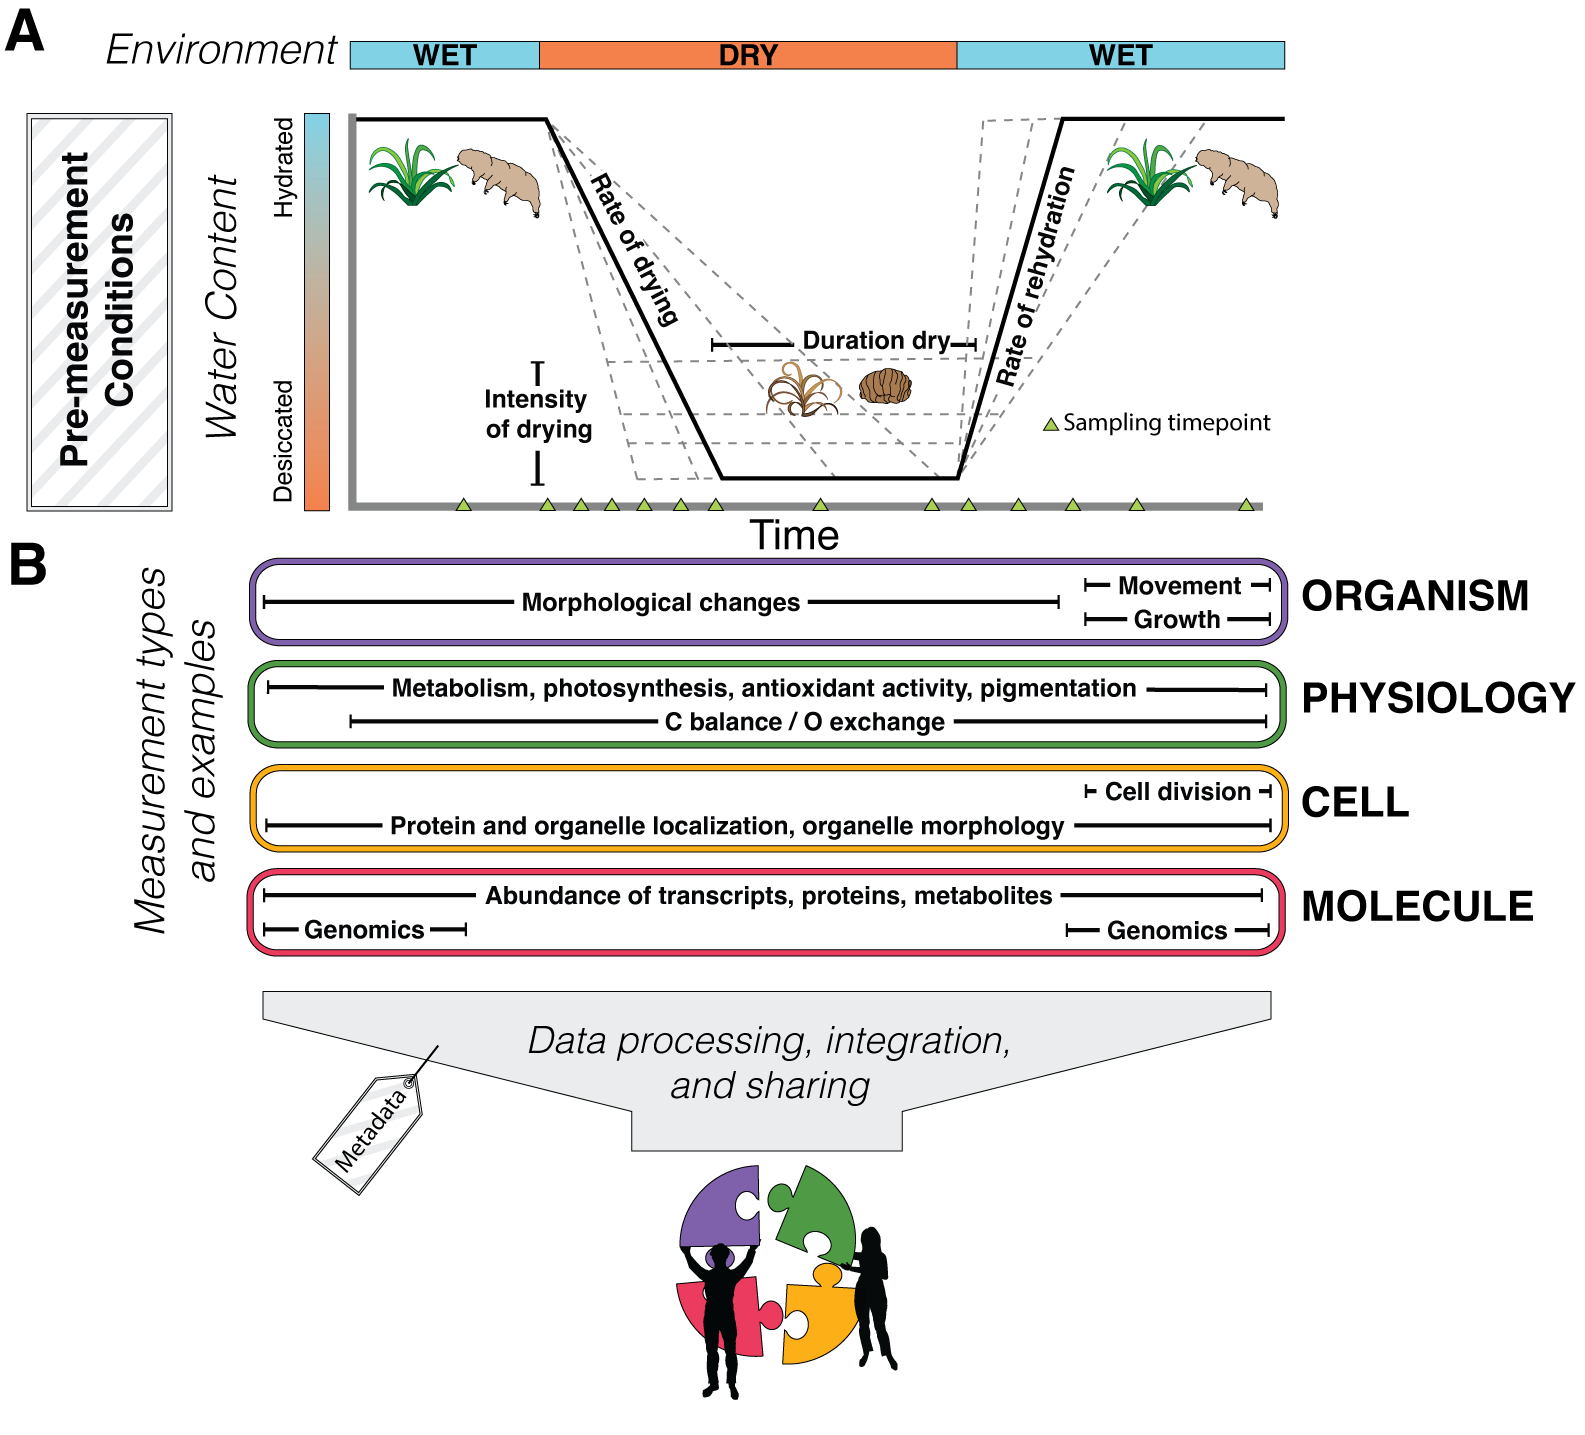 A
Environment
WET
DRY
WET
Pre-measurement
Conditions
Water Content
Hydrated
Desiccated
Rate of drying
Duration dry
Rate of rehydration
Intensity
of drying
Sampling timepoint
Time
B
Measurement types
and examples
Morphological changes
Movement
Growth
ORGANISM
Metabolism, photosynthesis, antioxidant activity, pigmentation
C balance / O exchange
PHYSIOLOGY
Cell division
Protein and organelle localization, organelle morphology
CELL
Abundance of transcripts, proteins, metabolites
Genomics
Genomics
MOLECULE
Data processing, integration,
and sharing
Metadata